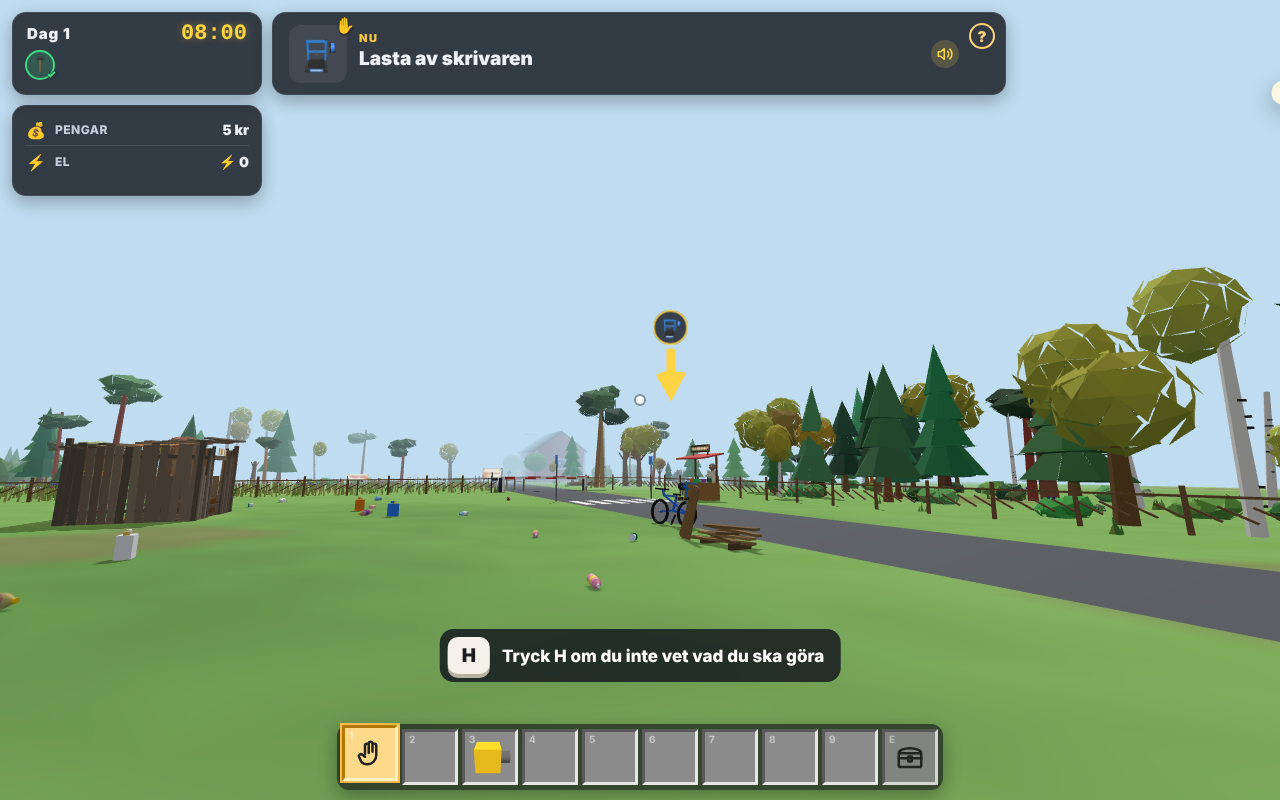 Dag 1
08:00
NU
Lasta av skrivaren
?
PENGAR
5 kr
EL
0
H
Tryck H om du inte vet vad du ska göra
1
2
3
4
5
6
7
8
9
E